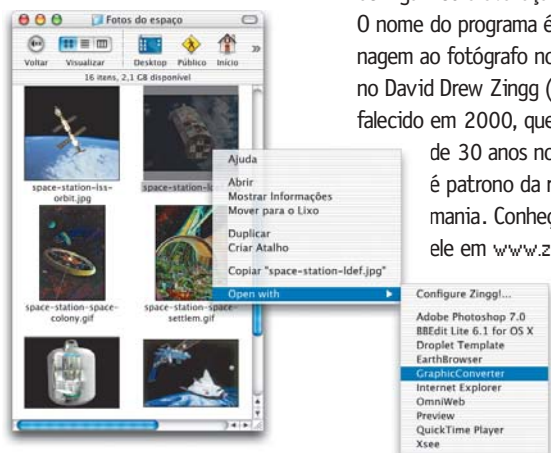 Fotos do espaço
Voltar Visualizar Desktop Público Início
16 itens, 2,1 GB disponível
space-station-iss-
orbit.jpg
space-station-space-
colony.gif
space-station-space-
settlem.gif
Ajuda
Abrir
Mostrar Informações
Mover para o Lixo
Duplicar
Criar Atalho
Copiar "space-station-ldef.jpg"
Open with
Configure Zingg!...
Adobe Photoshop 7.0
BBEdit Lite 6.1 for OS X
Droplet Template
EarthBrowser
GraphicConverter
Internet Explorer
OmniWeb
Preview
QuickTime Player
Xsee
O nome do programa é
nagem ao fotógrafo no
no David Drew Zingg (
falecido em 2000, que
de 30 anos no
é patrono da
mania. Conheç
ele em www.z